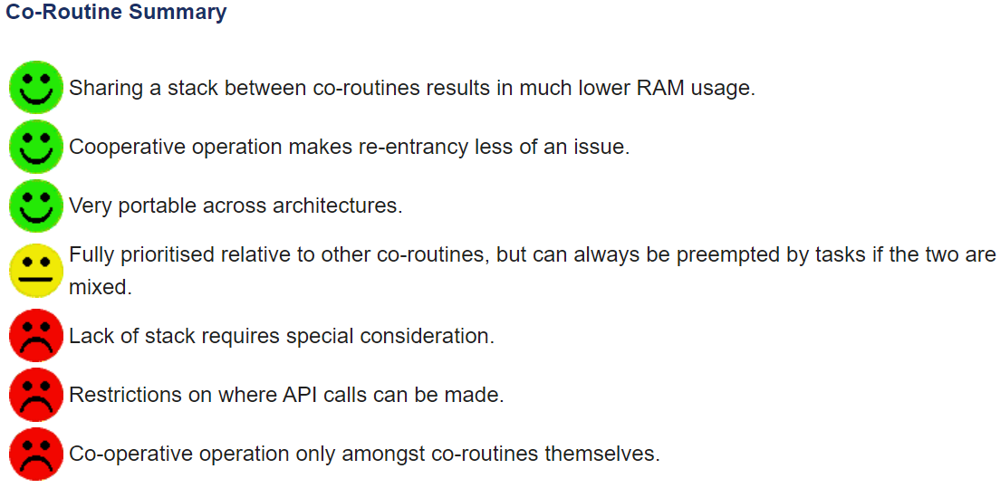 Co-Routine Summary
Sharing a stack between co-routines results in much lower RAM usage.
Cooperative operation makes re-entrancy less of an issue.
Very portable across architectures.
Fully prioritised relative to other co-routines, but can always be preempted by tasks if the two are
mixed.
Lack of stack requires special consideration.
Restrictions on where API calls can be made.
Co-operative operation only amongst co-routines themselves.